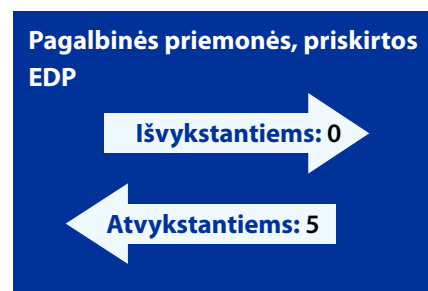 Pagalbinės priemonės, priskirtos
EDP
Išvykstantiems: 0
Atvykstantiems: 5